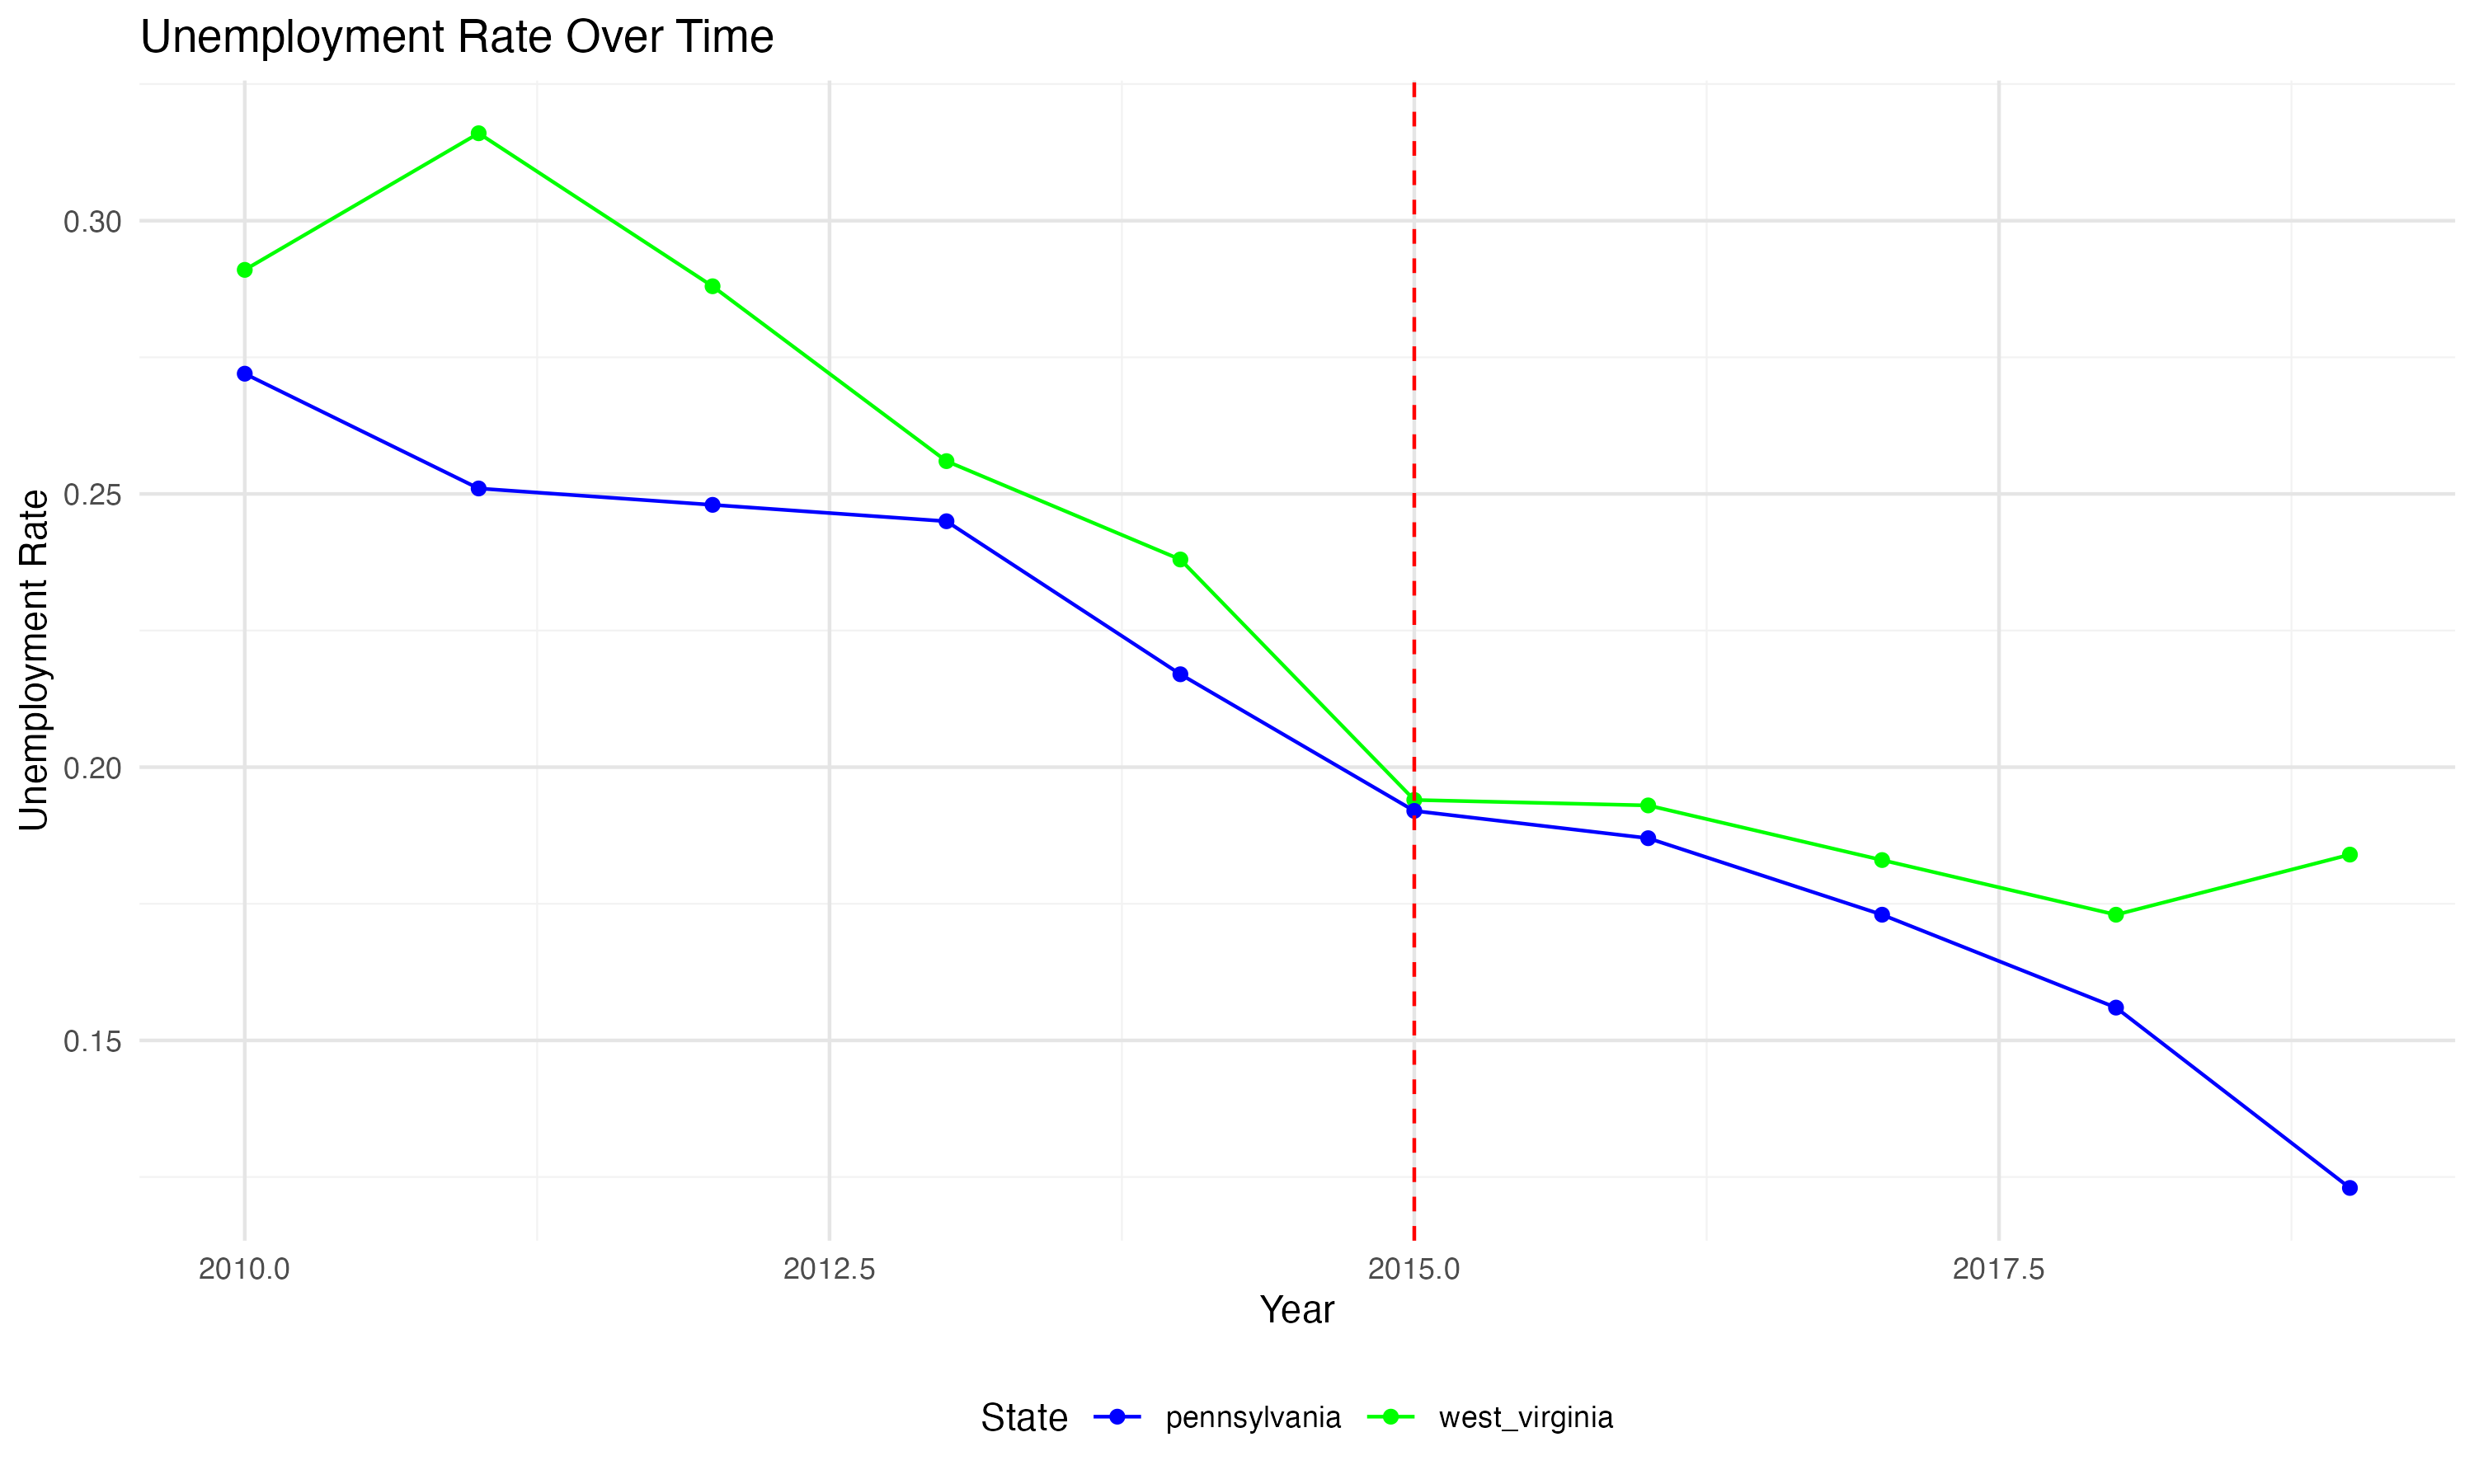 Unemployment Rate Over Time
Unemployment Rate
0.30
0.25
0.20
0.15
2010.0 2012.5 2015.0 2017.5
Year
State pennsylvania west_virginia